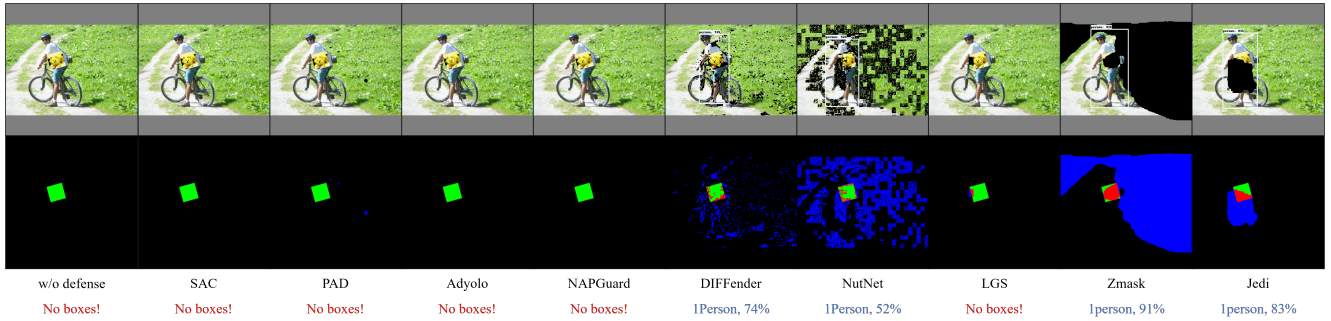 w/o defense SAC PAD Adyolo NAPGuard DIFFender NutNet LGS Zmask Jedi
No boxes! No boxes! No boxes! No boxes! No boxes! 1Person, 74% 1Person, 52% No boxes! 1person, 91% 1person, 83%